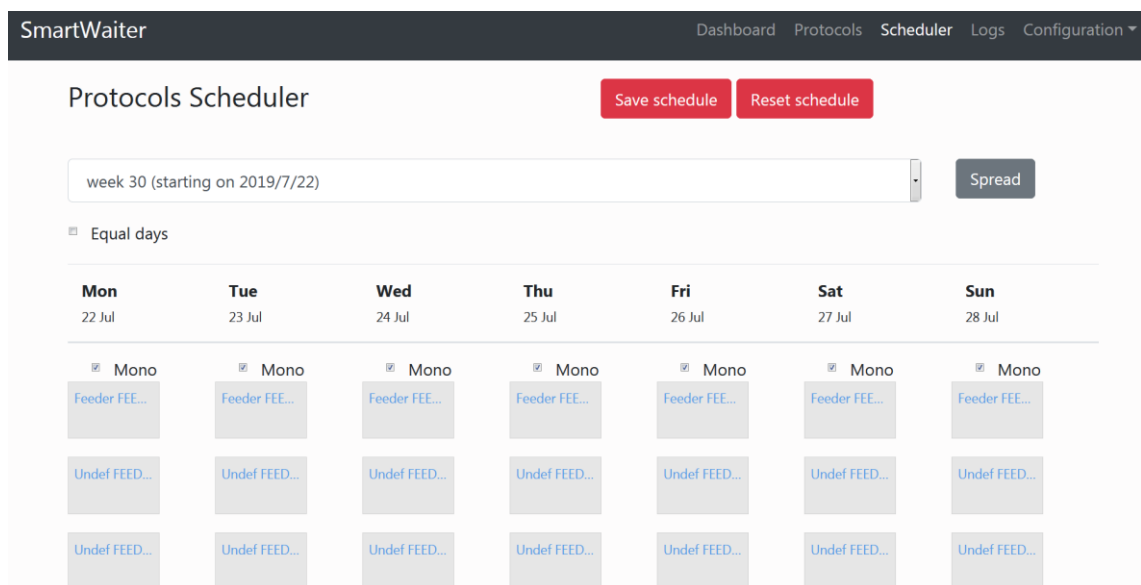 SmartWaiter Dashboard Protocols Scheduler Logs Configuration
Protocols Scheduler Save schedule Reset schedule
week 30 (starting on 2019/7/22) Spread
Equal days
Mon Tue Wed Thu Fri Sat Sun
22 Jul 23 Jul 24 Jul 25 Jul 26 Jul 27 Jul 28 Jul
Mono Mono Mono Mono Mono Mono Mono
Feeder FEE... Feeder FEE... Feeder FEE... Feeder FEE... Feeder FEE... Feeder FEE... Feeder FEE...
Undef FEED... Undef FEED... Undef FEED... Undef FEED... Undef FEED... Undef FEED... Undef FEED...
Undef FEED... Undef FEED... Undef FEED... Undef FEED... Undef FEED... Undef FEED... Undef FEED...